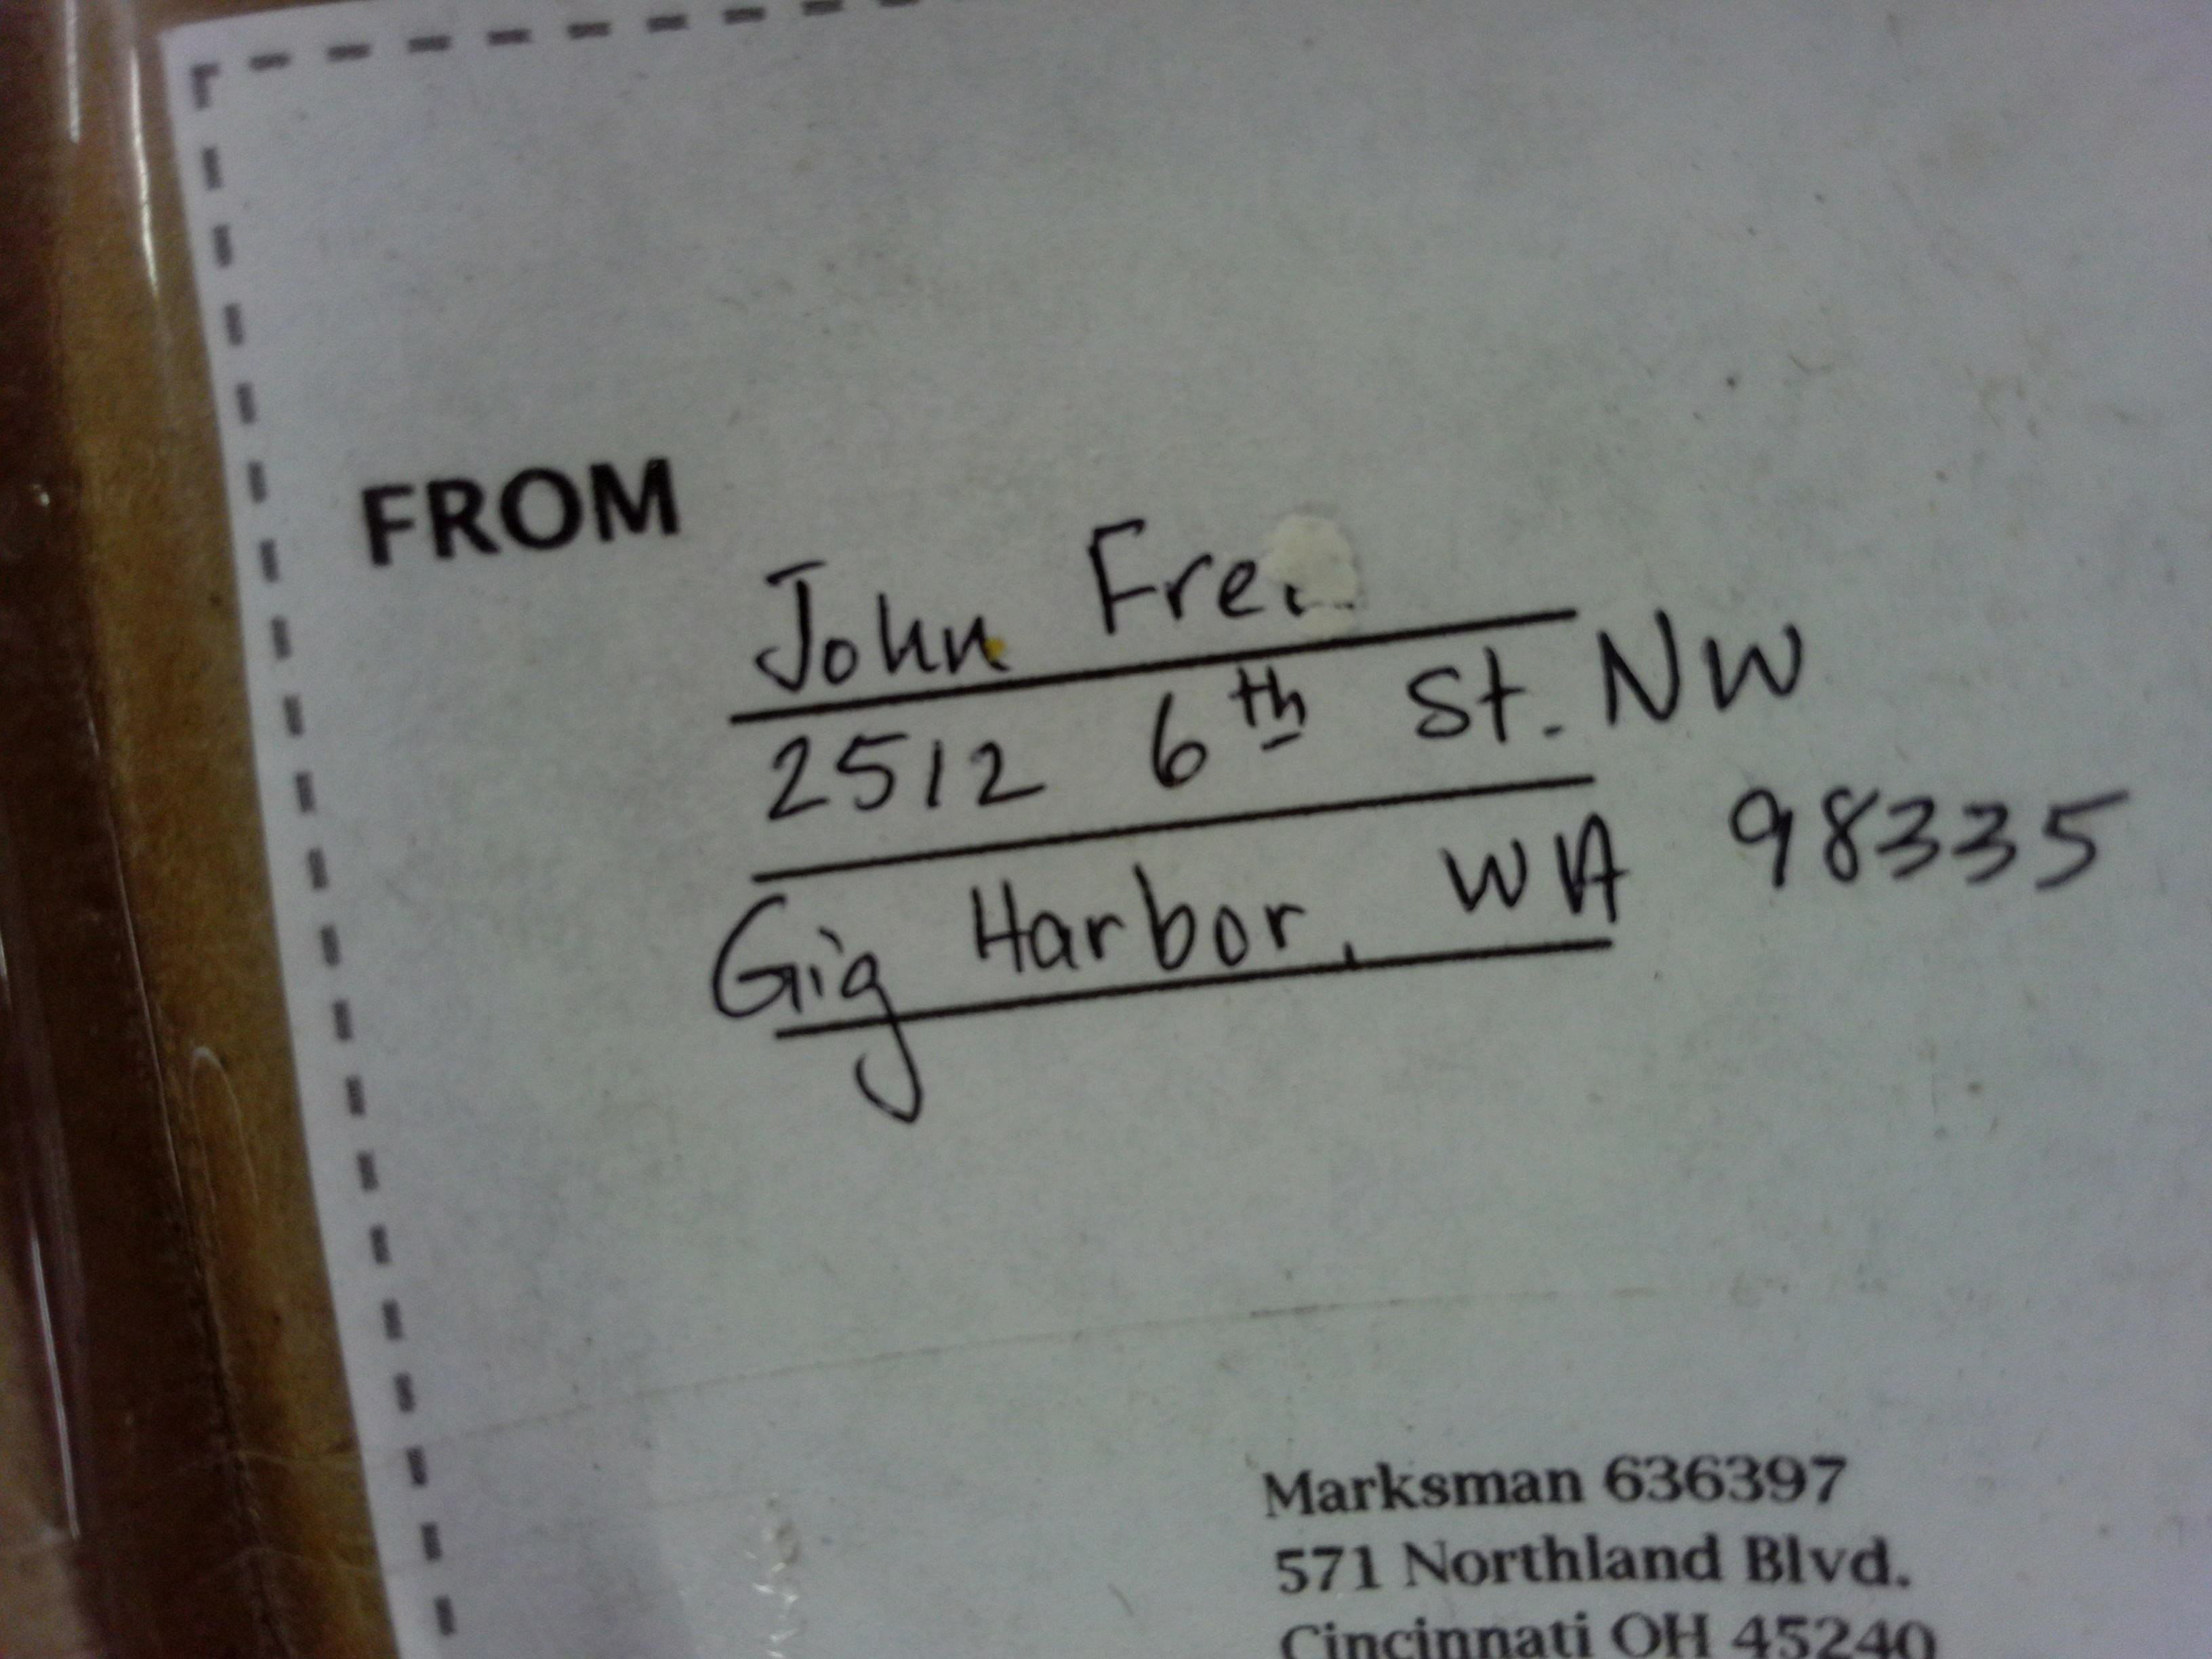 FROM
John
2512 6th St. NW
Gig Harbor, WA 98335
Marksman 636397
571 Northland Blvd.
Cincinnati OH 45240